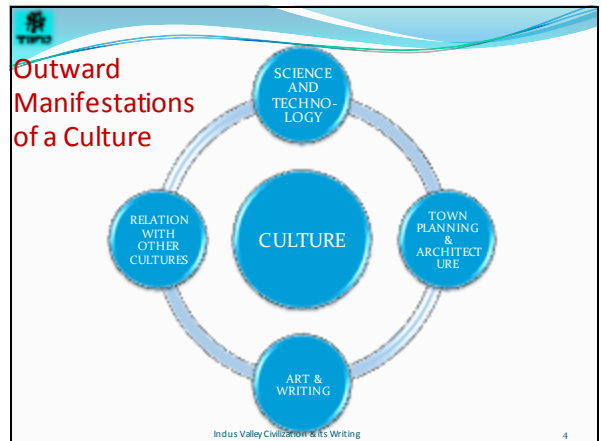 Outward
Manifestations
of a Culture
SCIENCE
AND
TECHNO-
LOGY
RELATION
WITH
OTHER
CULTURES
CULTURE
TOWN
PLANNING
&
ARCHITECT
URE
ART &
WRITING
Indus Valley Civilization & its Writing
4